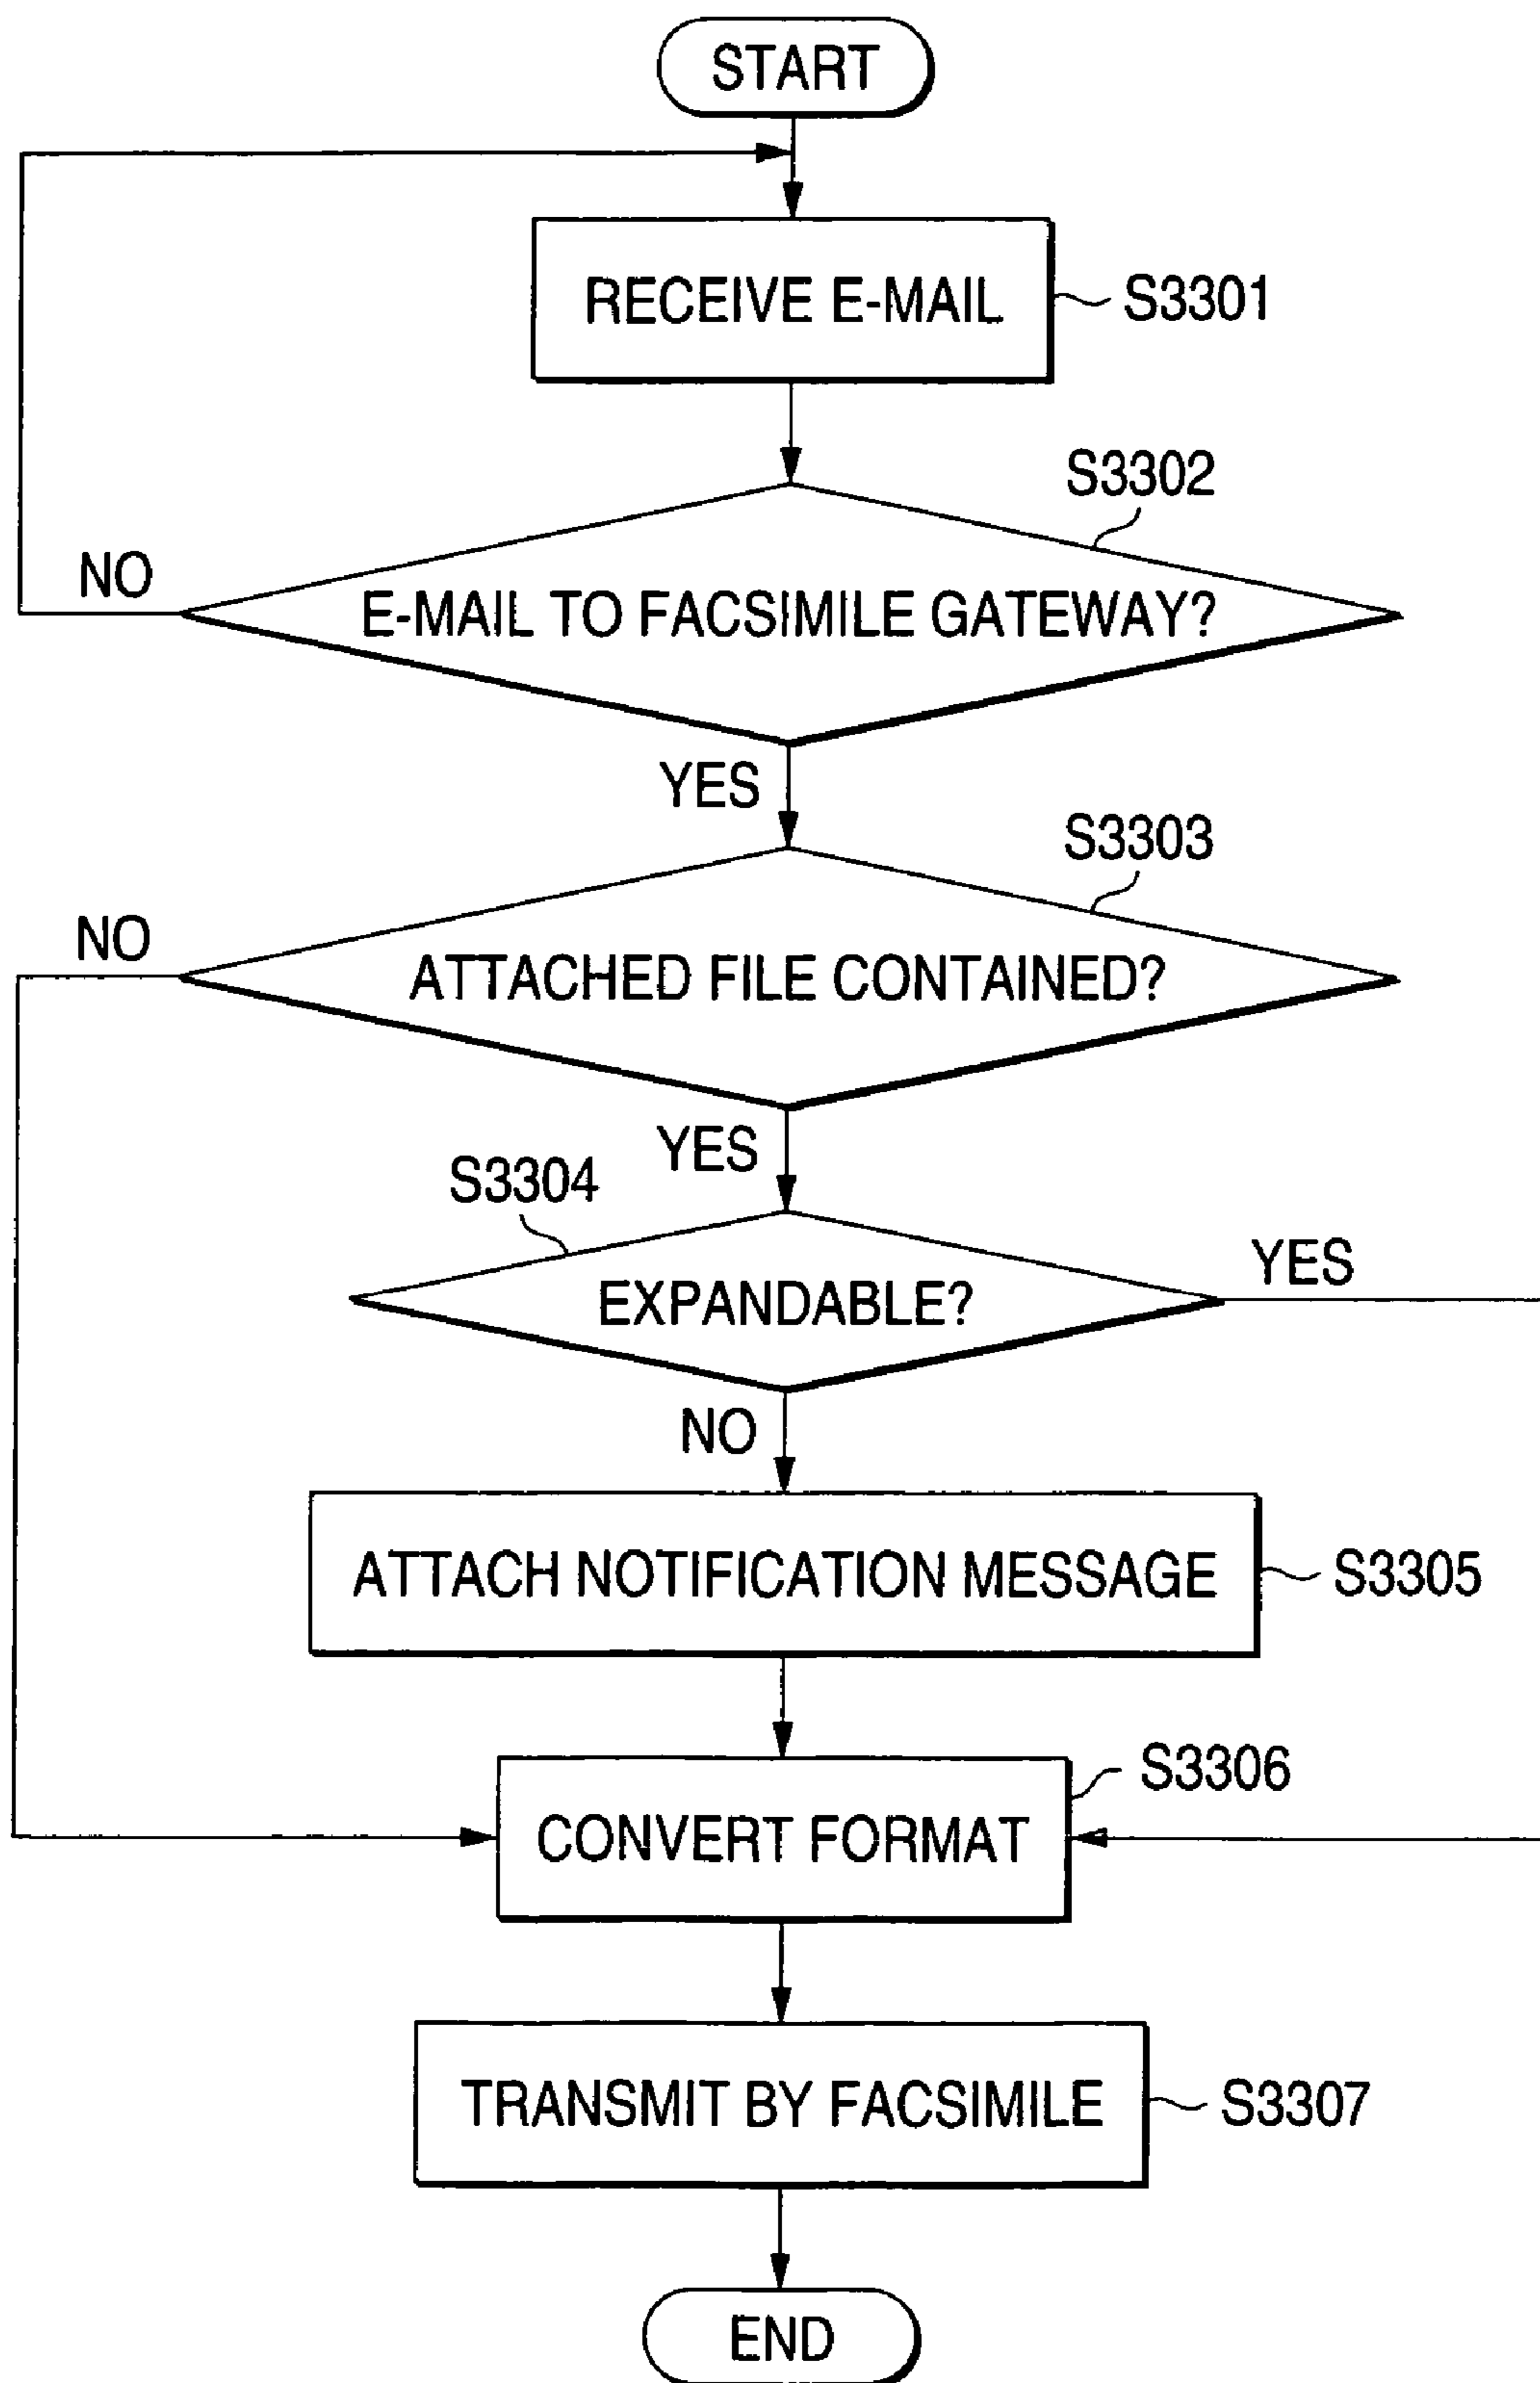 START
RECEIVE E-MAIL
S3301
S3302
NO
E-MAIL TO FACSIMILE GATEWAY?
YES
S3303
NO
ATTACHED FILE CONTAINED?
YES
S3304
YES
EXPANDABLE?
NO
ATTACH NOTIFICATION MESSAGE
S3305
S3306
CONVERT FORMAT
TRANSMIT BY FACSIMILE
S3307
END